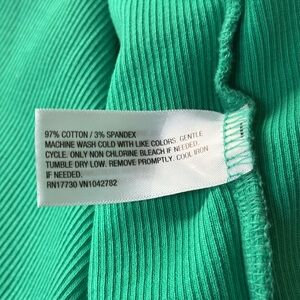 97% COTTON / 3% SPANDEX
MACHINE WASH COLD WITH LIKE COLORS GENTLE
CYCLE. ONLY NON CHLORINE BLEACH IF NEEDED.
TUMBLE DRY LOW. REMOVE PROMPTLY. COOL IRON
IF NEEDED.
RN17730 VN1042782